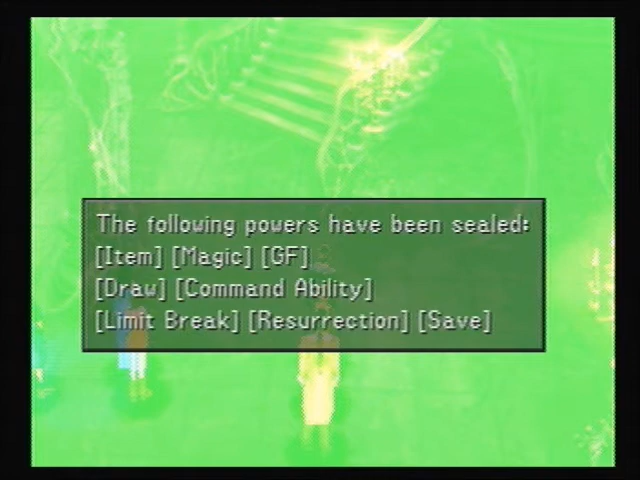 The following powers have been sealed:
[Item] [Magic] [GF]
[Draw] [Command Ability]
[Limit Break] [Resurrection] [Save]